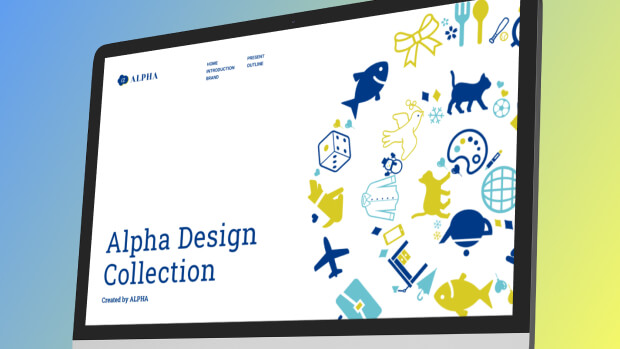 ALPHA
HOME
INTRODUCTION
BRAND
PRESENT
OUTLINE
Alpha Design
Collection
Created by ALPHA